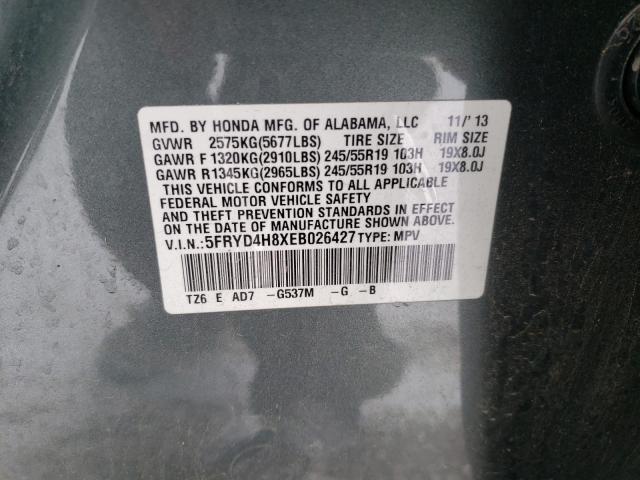 MFD. BY HONDA MFG. OF ALABAMA, LLC 11/'13
GVWR 2575KG(5677LBS) TIRE SIZE RIM SIZE
GAWR F 1320KG(2910LBS) 245/55R19 103H 19X8.0J
GAWR R1345KG(2965LBS) 245/55R19 103H 19X8.0J
THIS VEHICLE CONFORMS TO ALL APPLICABLE
FEDERAL MOTOR VEHICLE SAFETY
AND THEFT PREVENTION STANDARDS IN EFFECT
ON THE DATE OF MANUFACTURE SHOWN ABOVE.
V.I.N.:5FRYD4H8XEB026427 TYPE: MPV
TZ6 E AD7 -G537M -G -B